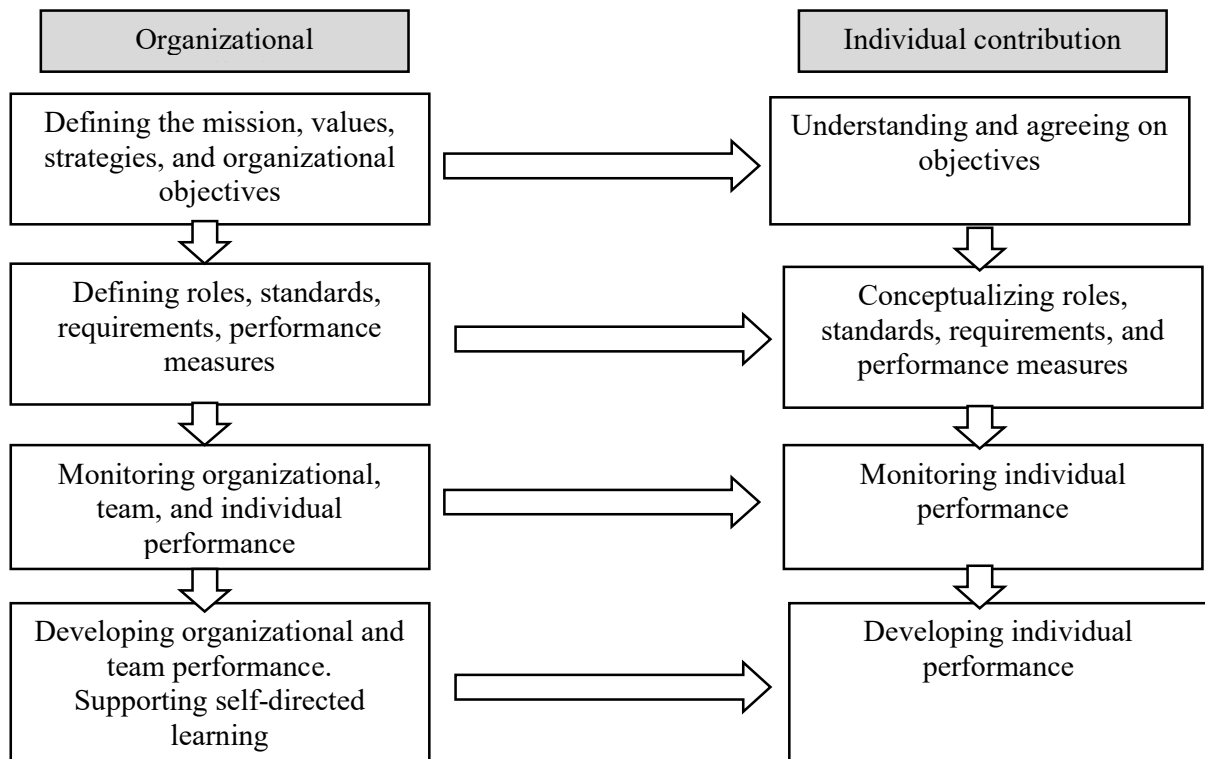 Organizational
Individual contribution
Defining the mission, values,
strategies, and organizational
objectives
Understanding and agreeing on
objectives
Defining roles, standards,
requirements, performance
measures
Conceptualizing roles,
standards, requirements, and
performance measures
Monitoring organizational,
team, and individual
performance
Monitoring individual
performance
Developing organizational and
team performance.
Supporting self-directed
learning
Developing individual
performance